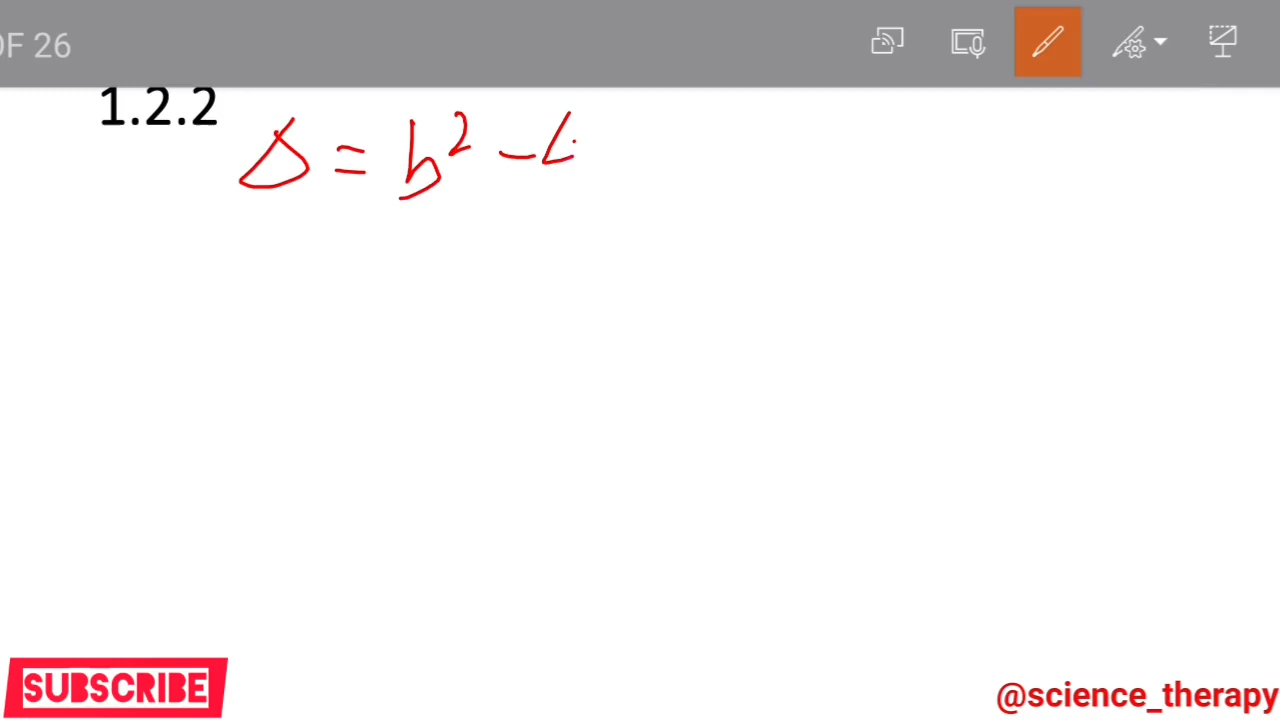 OF 26
1.2.2
Δ = b² - 4
SUBSCRIBE
@science_therapy